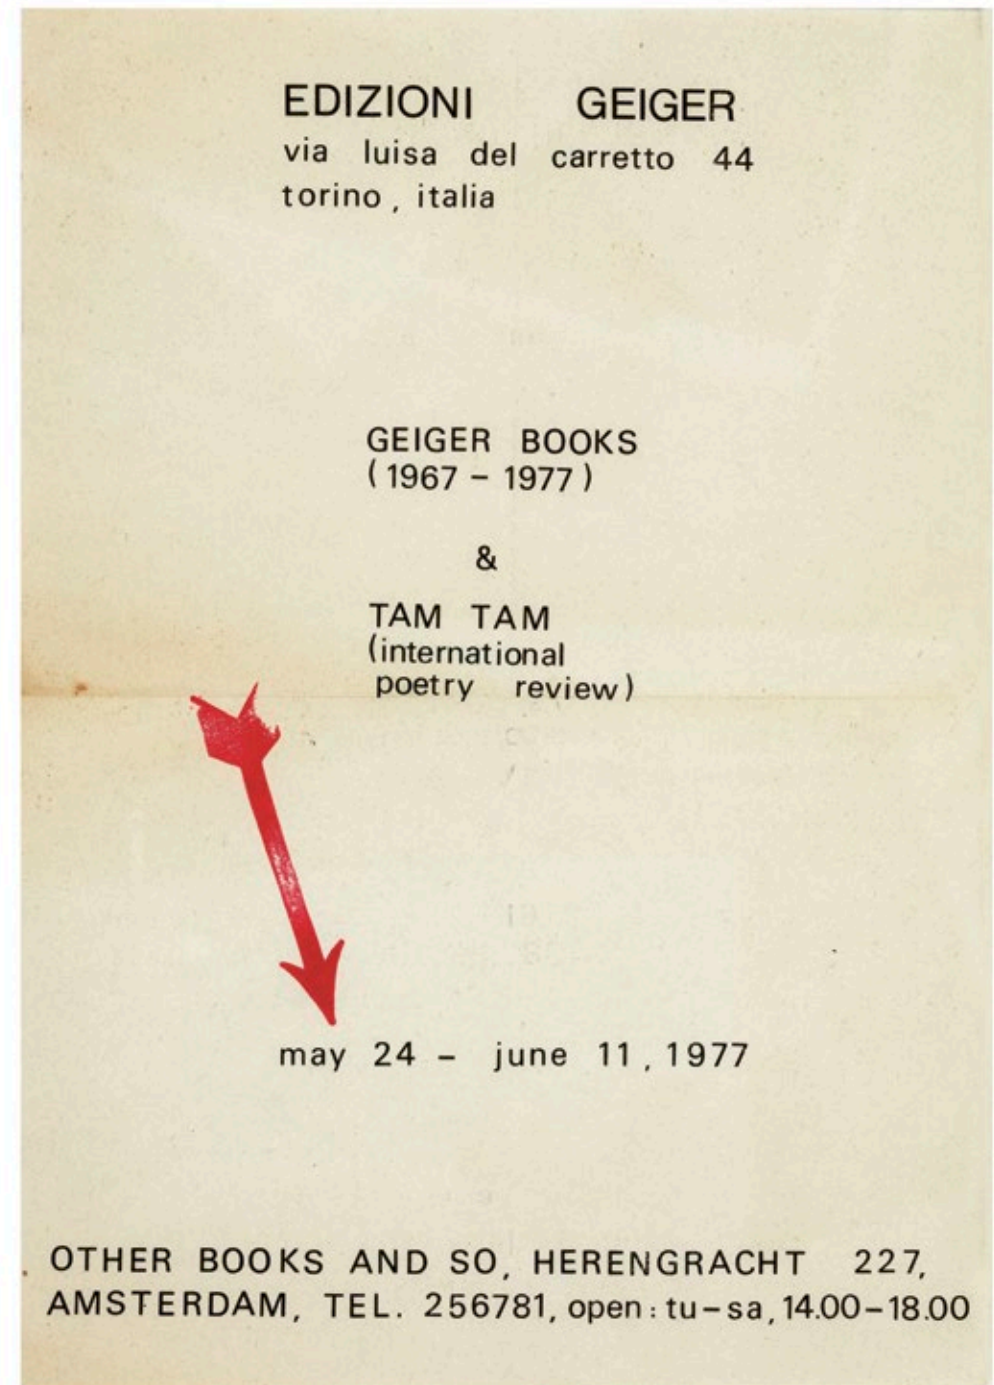 EDIZIONI GEIGER
via luisa del carretto 44
torino, italia
GEIGER BOOKS
(1967 - 1977)
&
TAM TAM
(international
poetry review)
may 24 - june 11, 1977
OTHER BOOKS AND SO, HERENGRACHT 227,
AMSTERDAM, TEL. 256781, open: tu-sa, 14.00-18.00